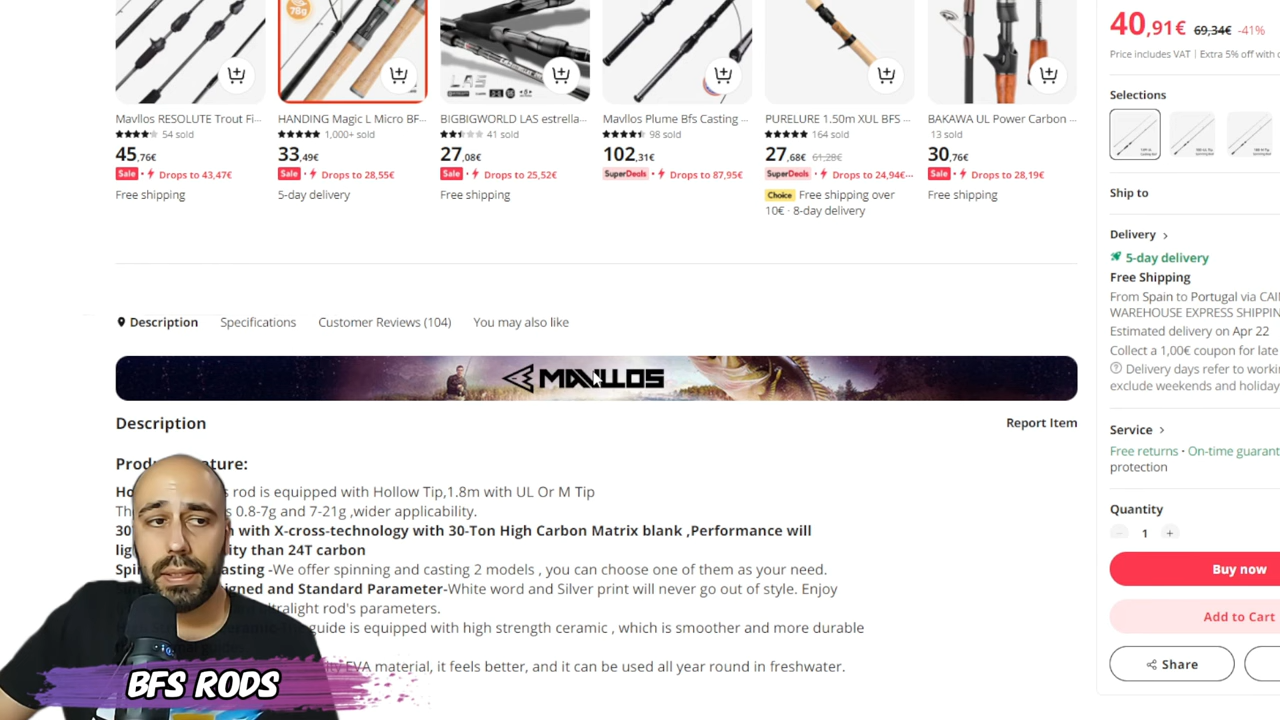 40,91€ 69,34€ -41%
Price includes VAT | Extra 5% off with c
78g
Mavllos RESOLUTE Trout Fi...
54 sold
45,76€
Sale Drops to 43,47€
Free shipping
HANDING Magic L Micro BF...
1,000+ sold
33,49€
Sale Drops to 28,55€
5-day delivery
BIGBIGWORLD LAS estrella...
41 sold
27,08€
Sale Drops to 25,52€
Free shipping
Mavllos Plume Bfs Casting ...
98 sold
102,31€
SuperDeals Drops to 87,95€
PURELURE 1.50m XUL BFS ...
164 sold
27,68€ 61,28€
SuperDeals Drops to 24,94€...
Choice Free shipping over
10€ · 8-day delivery
BAKAWA UL Power Carbon ...
13 sold
30,76€
Sale Drops to 28,19€
Free shipping
Selections
Ship to
Delivery
5-day delivery
Free Shipping
From Spain to Portugal via CAI
WAREHOUSE EXPRESS SHIPPIN
Estimated delivery on Apr 22
Collect a 1,00€ coupon for late
Delivery days refer to worki
exclude weekends and holiday
Service
Free returns · On-time guarant
protection
Quantity
1
Buy now
Add to Cart
Share
Description Specifications Customer Reviews (104) You may also like
MAVLLOS
Description
Report Item
Prod ture:
Ho s rod is equipped with Hollow Tip,1.8m with UL Or M Tip
Th s 0.8-7g and 7-21g ,wider applicability.
30 n with X-cross-technology with 30-Ton High Carbon Matrix blank ,Performance will
lig ity than 24T carbon
Spi asting -We offer spinning and casting 2 models , you can choose one of them as your need.
igned and Standard Parameter-White word and Silver print will never go out of style. Enjoy
ltralight rod's parameters.
guide is equipped with high strength ceramic , which is smoother and more durable
EVA material, it feels better, and it can be used all year round in freshwater.
BFS RODS